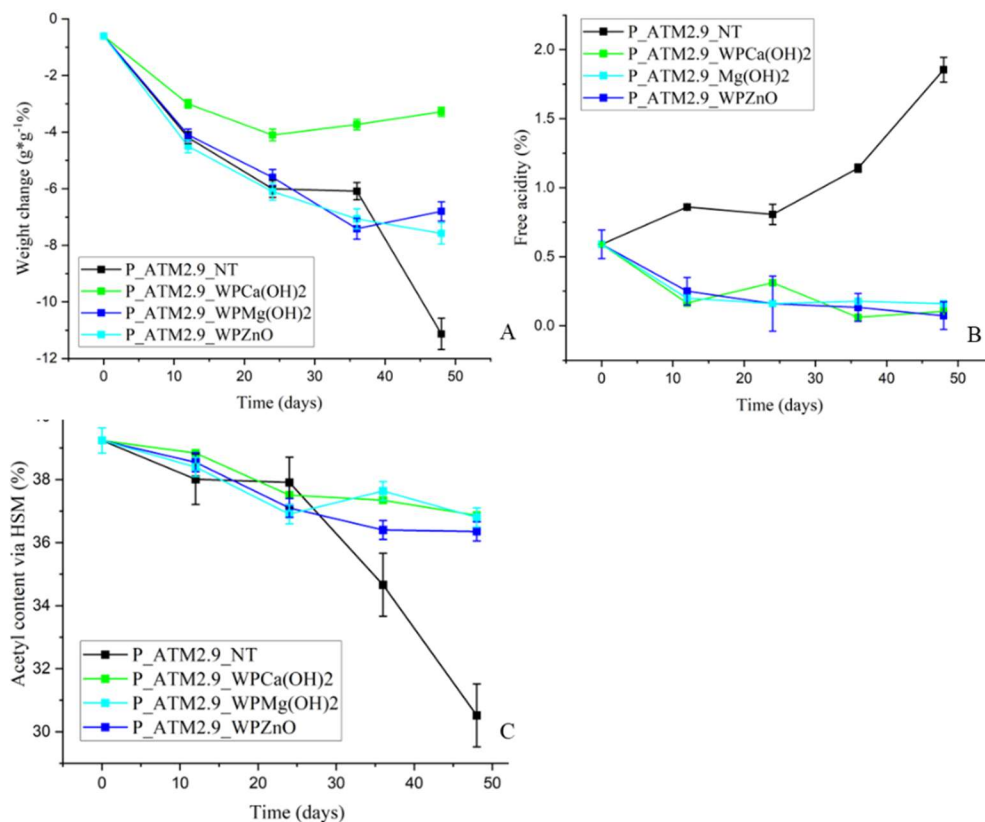 0
-2
-4
-6
-8
-10
-12
Weight change (g*g-1%)
P_ATM2.9_NT
P_ATM2.9_WPCa(OH)2
P_ATM2.9_WPMg(OH)2
P_ATM2.9_WPZnO
A
0 10 20 30 40 50
Time (days)
2.0
1.5
1.0
0.5
0.0
Free acidity (%)
P_ATM2.9_NT
P_ATM2.9_WPCa(OH)2
P_ATM2.9_Mg(OH)2
P_ATM2.9_WPZnO
B
0 10 20 30 40 50
Time (days)
38
36
34
32
30
Acetyl content via HSM (%)
P_ATM2.9_NT
P_ATM2.9_WPCa(OH)2
P_ATM2.9_WPMg(OH)2
P_ATM2.9_WPZnO
C
0 10 20 30 40 50
Time (days)